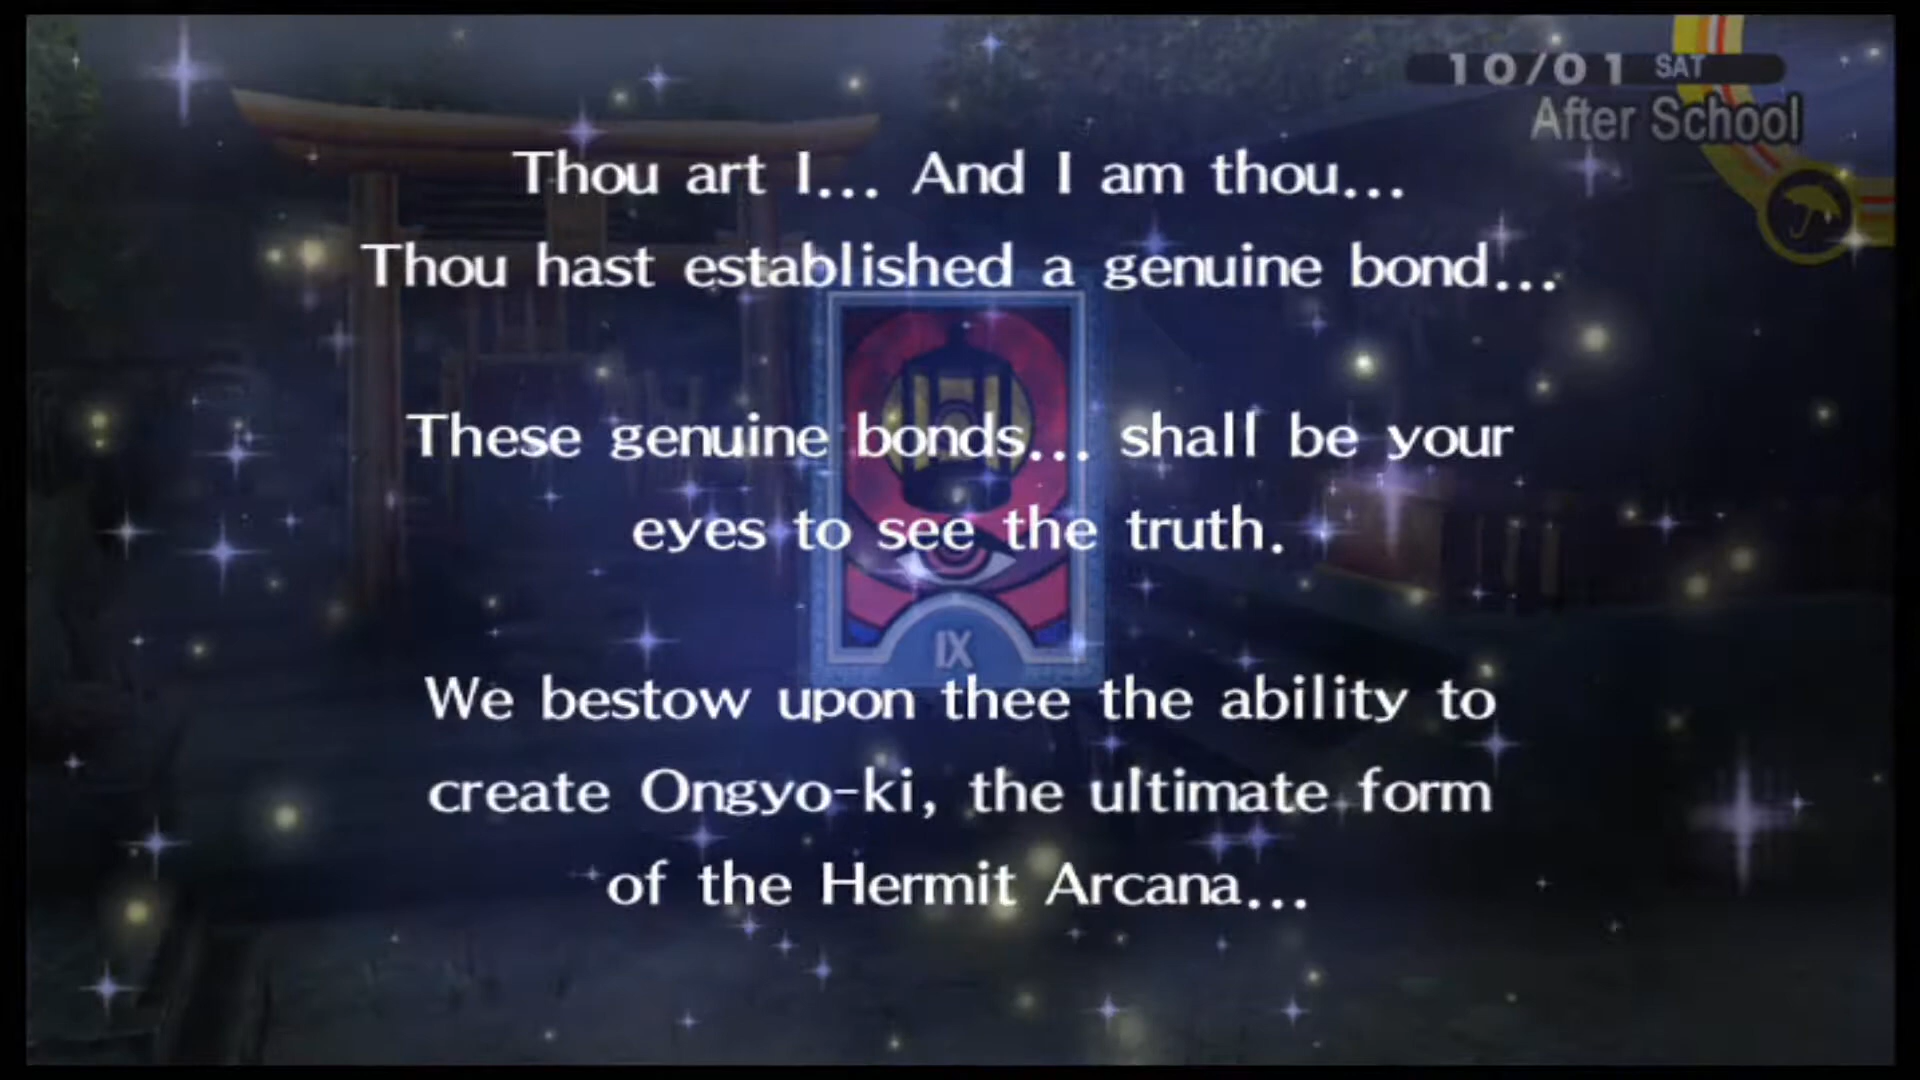 10/01 SAT
After School
Thou art I... And I am thou...
Thou hast established a genuine bond...
These genuine bonds... shall be your
eyes to see the truth.
IX
We bestow upon thee the ability to
create Ongyo-ki, the ultimate form
of the Hermit Arcana...